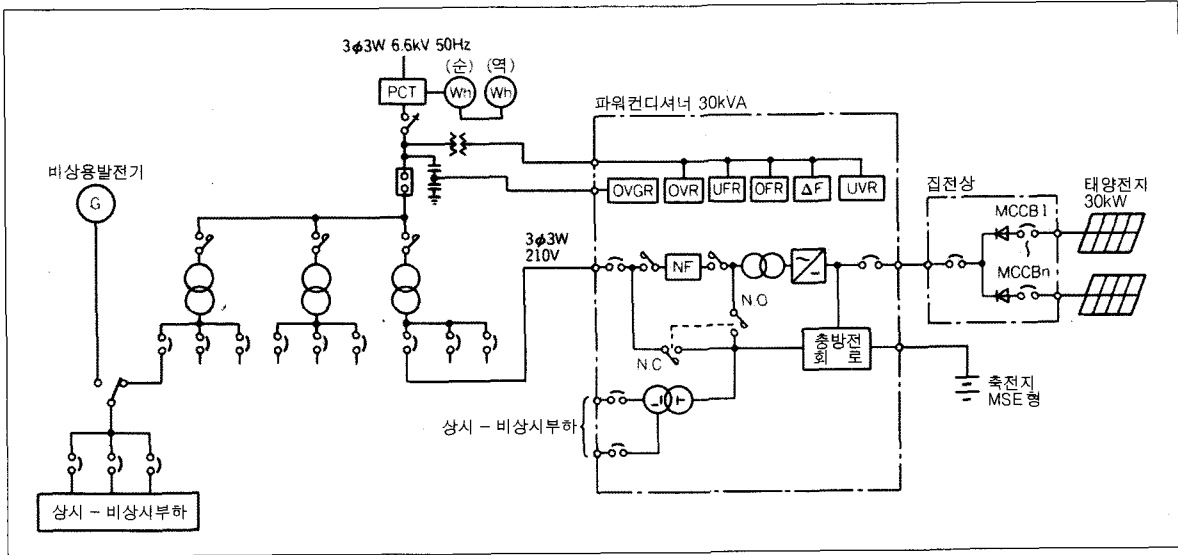 3φ3W 6.6kV 50Hz
(순) (역)
PCT Wh Wh
파워컨디셔너 30kVA
비상용발전기
G
OVGR OVR UFR OFR ΔF UVR
집전상
태양전지
30kW
MCCB1
3φ3W
210V
NF
MCCBn
N.O
N.C
충방전
회로
축전지
MSE형
상시 – 비상시부하
상시 – 비상시부하